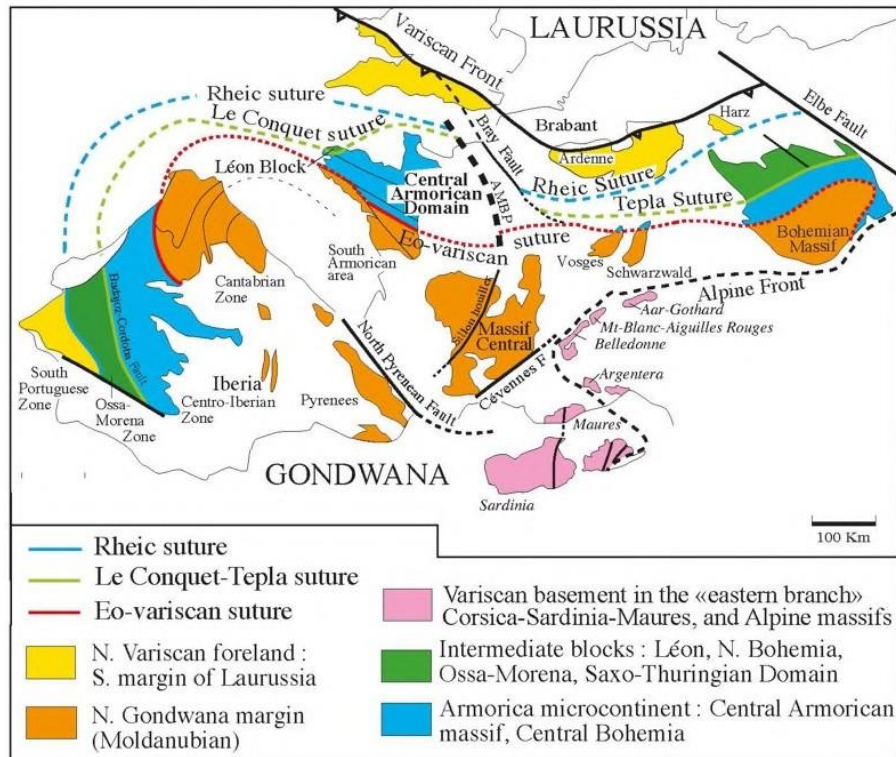 LAURUSSIA
Variscan Front
Elbe Fault
Rheic suture
Le Conquet suture
Bray Fault
Brabant
Harz
Ardenne
Léon Block
Central
Armorican
Domain
AMBP
Rheic Suture
Tepla Suture
Eo-variscan suture
Bohemian
Massif
South
Armorican
area
Vosges
Schwarzwald
Alpine Front
Cantabrian
Zone
Badajoz-Cordoba Fault
Sillon houiller
Massif
Central
Aar-Gothard
Mt-Blanc-Aiguilles Rouges
Belledonne
North Pyrenean Fault
Cévennes F
Argentera
South
Portuguese
Zone
Ossa-
Morena
Zone
Iberia
Centro-Iberian
Zone
Pyrenees
Maures
GONDWANA
Sardinia
100 Km
Rheic suture
Le Conquet-Tepla suture
Eo-variscan suture
N. Variscan foreland :
S. margin of Laurussia
N. Gondwana margin
(Moldanubian)
Variscan basement in the «eastern branch»
Corsica-Sardinia-Maures, and Alpine massifs
Intermediate blocks : Léon, N. Bohemia,
Ossa-Morena, Saxo-Thuringian Domain
Armorica microcontinent : Central Armorican
massif, Central Bohemia